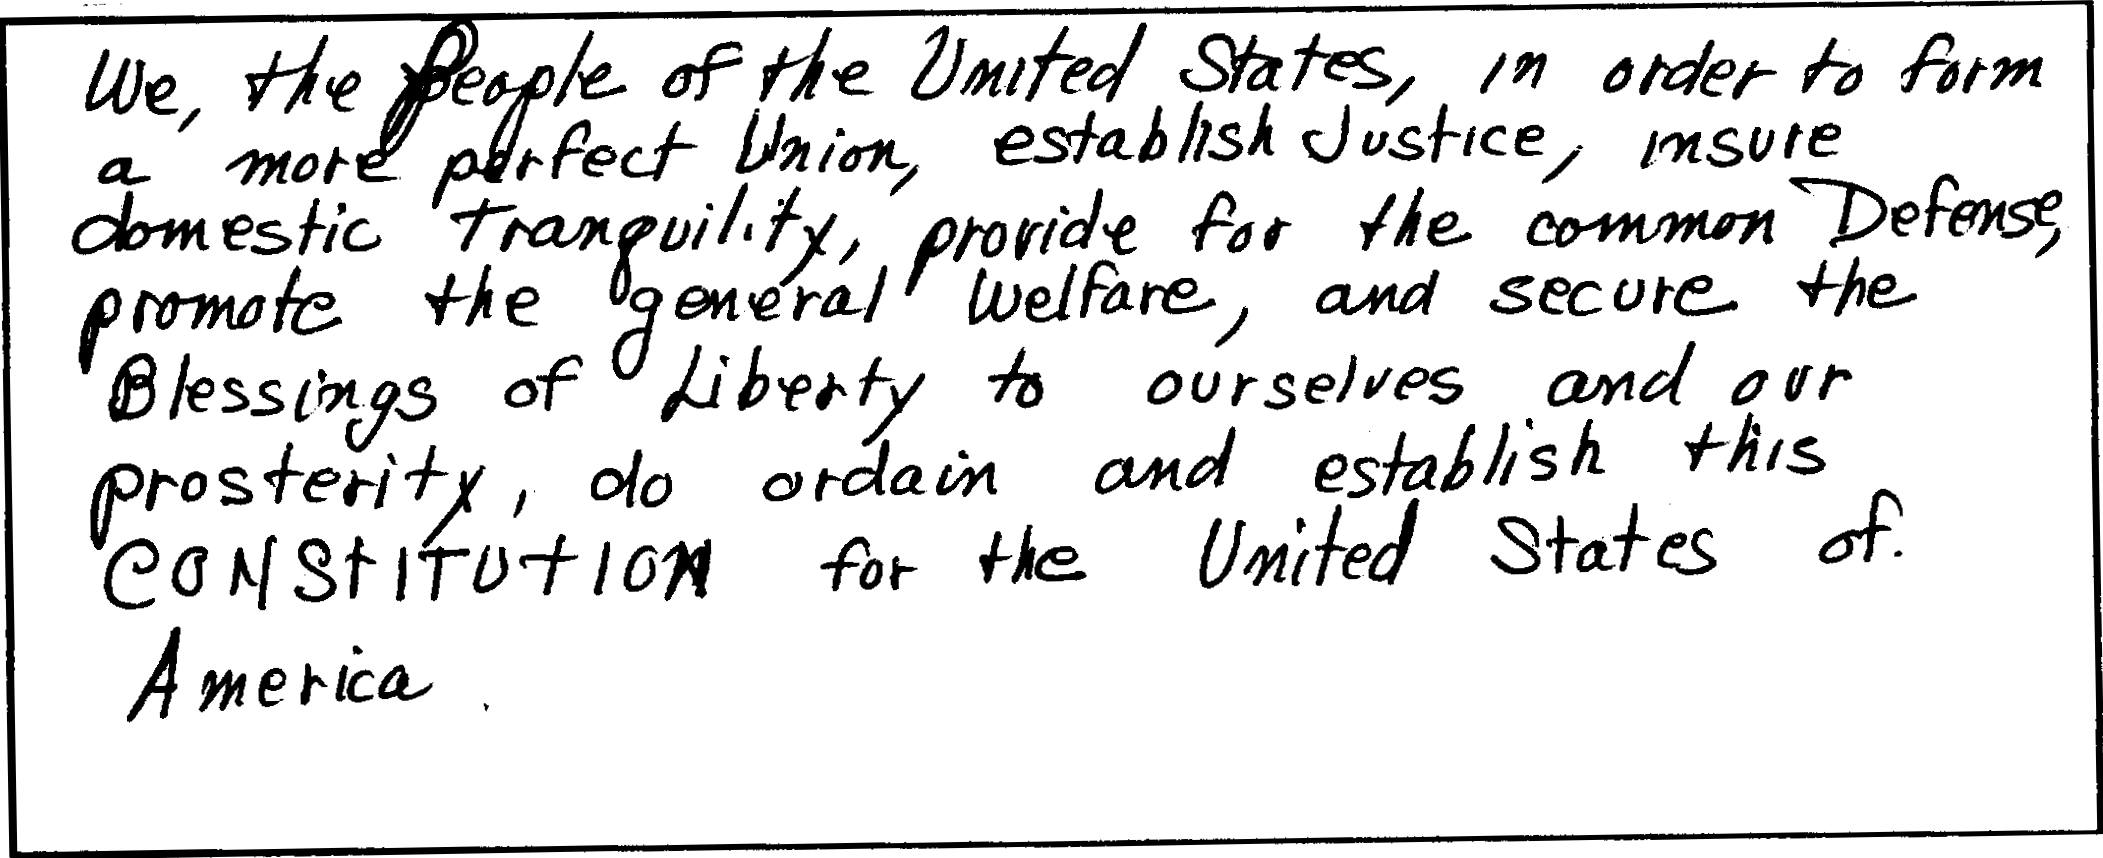 We, the people of the United States, in order to form
a more perfect Union, establish Justice, insure
domestic Tranquility, provide for the common Defense,
promote the general Welfare, and secure the
Blessings of Liberty to ourselves and our
prosterity, do ordain and establish this
CONSTITUTION for the United States of.
America.